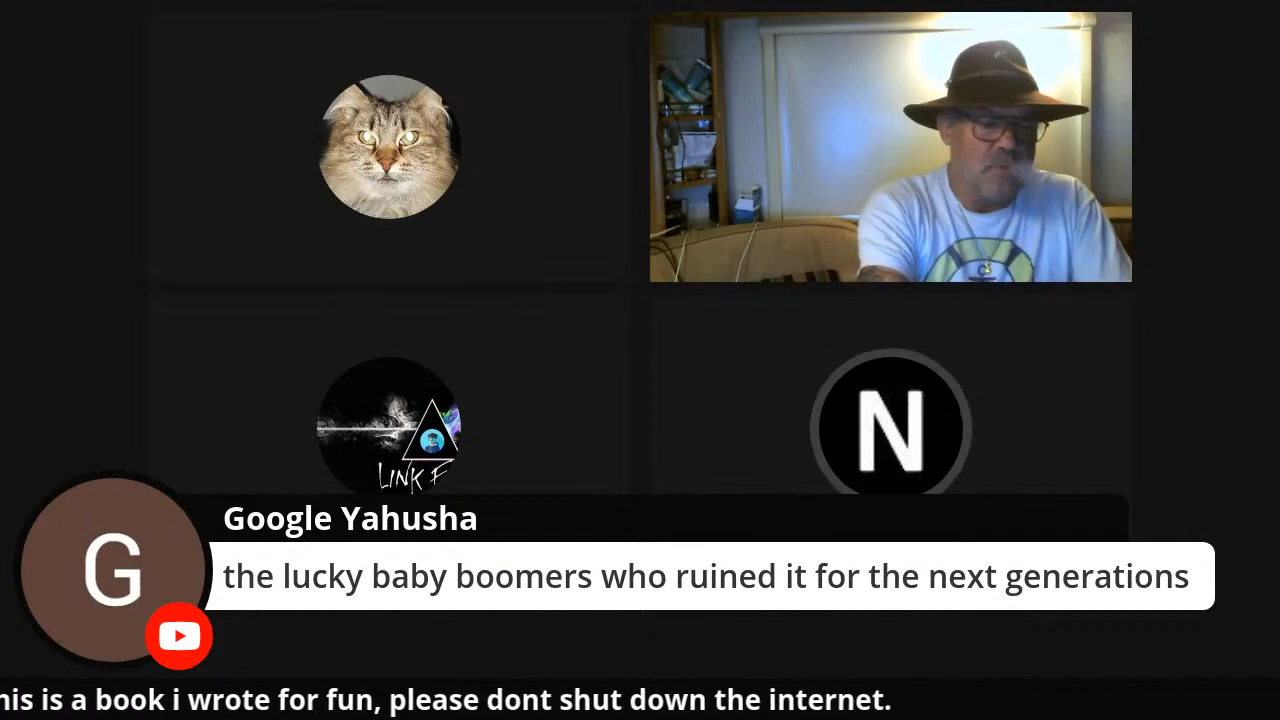 LINK F
N
G
Google Yahusha
the lucky baby boomers who ruined it for the next generations
his is a book i wrote for fun, please dont shut down the internet.